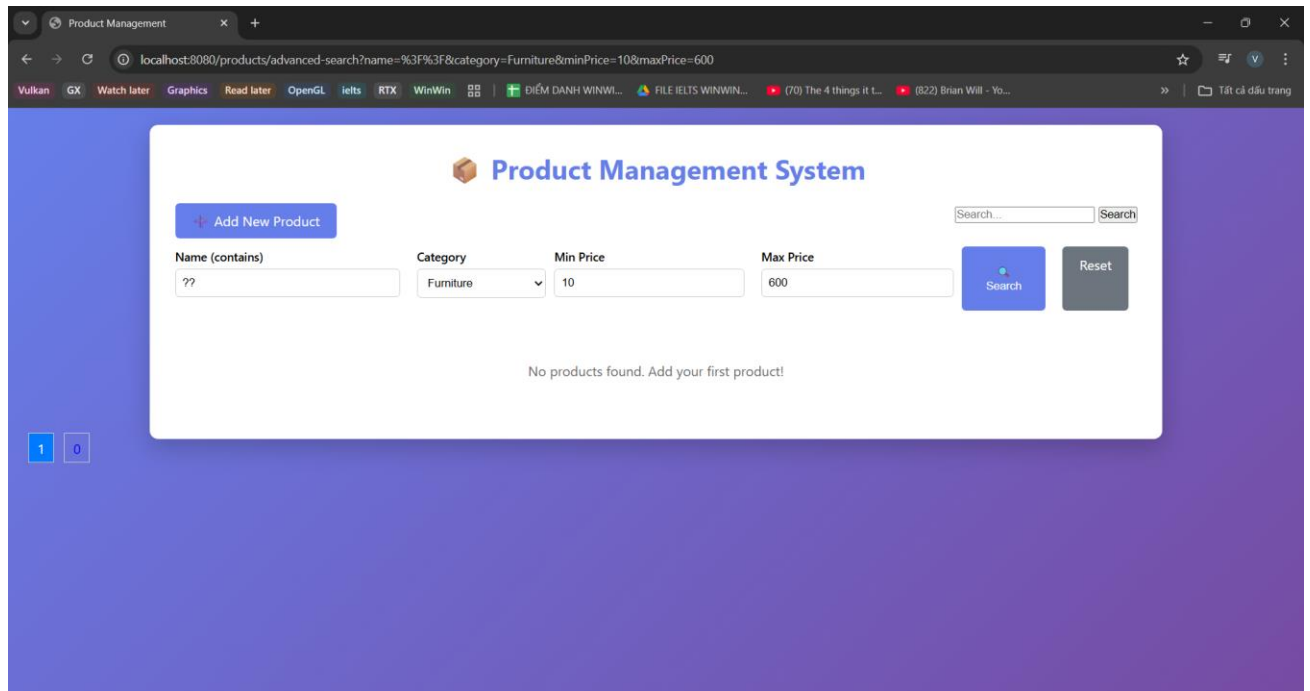 Product Management
localhost:8080/products/advanced-search?name=%3F%3F&category=Furniture&minPrice=10&maxPrice=600
V
Vulkan GX Watch later Graphics Read later OpenGL ielts RTX WinWin ĐIỂM DANH WINWI... FILE IELTS WINWIN... (70) The 4 things it t... (822) Brian Will - Yo... » Tất cả dấu trang
Product Management System
Add New Product
Search... Search
Name (contains) Category Min Price Max Price
?? Furniture 10 600
Search
Reset
No products found. Add your first product!
1 0